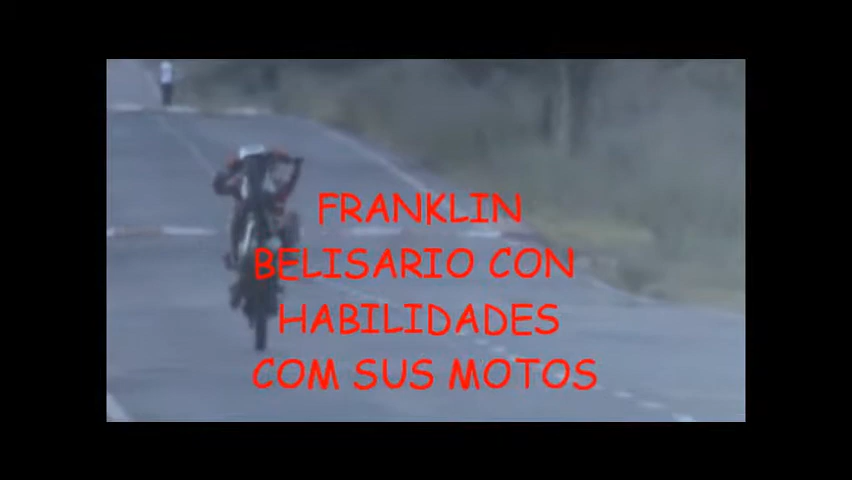 FRANKLIN
BELISARIO CON
HABILIDADES
COM SUS MOTOS